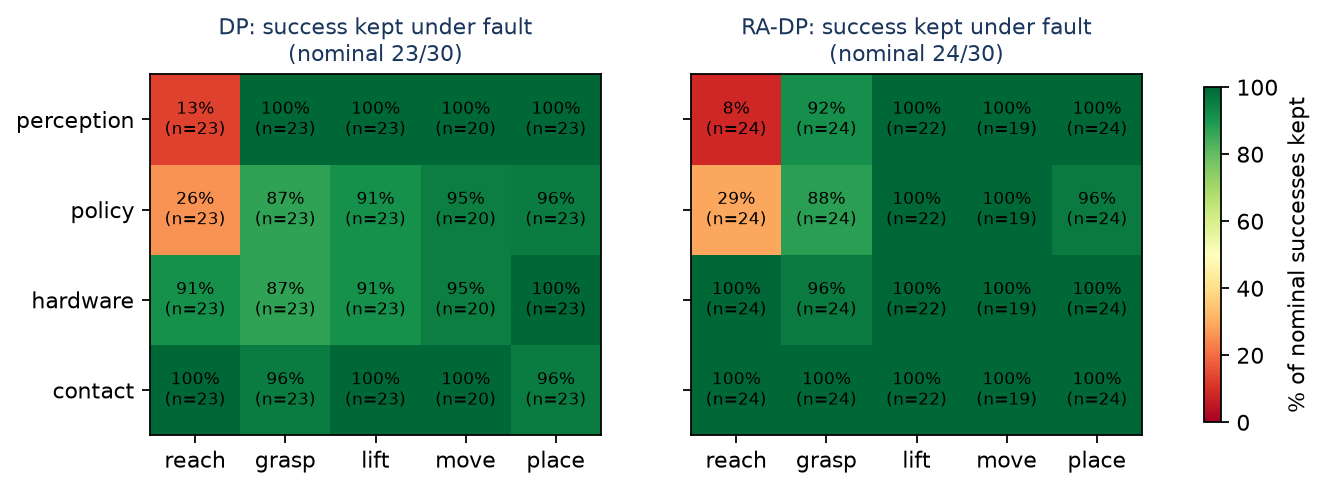 DP: success kept under fault
(nominal 23/30)
RA-DP: success kept under fault
(nominal 24/30)
perception
13%
(n=23)
100%
(n=23)
100%
(n=23)
100%
(n=20)
100%
(n=23)
8%
(n=24)
92%
(n=24)
100%
(n=22)
100%
(n=19)
100%
(n=24)
policy
26%
(n=23)
87%
(n=23)
91%
(n=23)
95%
(n=20)
96%
(n=23)
29%
(n=24)
88%
(n=24)
100%
(n=22)
100%
(n=19)
96%
(n=24)
hardware
91%
(n=23)
87%
(n=23)
91%
(n=23)
95%
(n=20)
100%
(n=23)
100%
(n=24)
96%
(n=24)
100%
(n=22)
100%
(n=19)
100%
(n=24)
contact
100%
(n=23)
96%
(n=23)
100%
(n=23)
100%
(n=20)
96%
(n=23)
100%
(n=24)
100%
(n=24)
100%
(n=22)
100%
(n=19)
100%
(n=24)
reach grasp lift move place
reach grasp lift move place
100
80
60
40
20
0
% of nominal successes kept